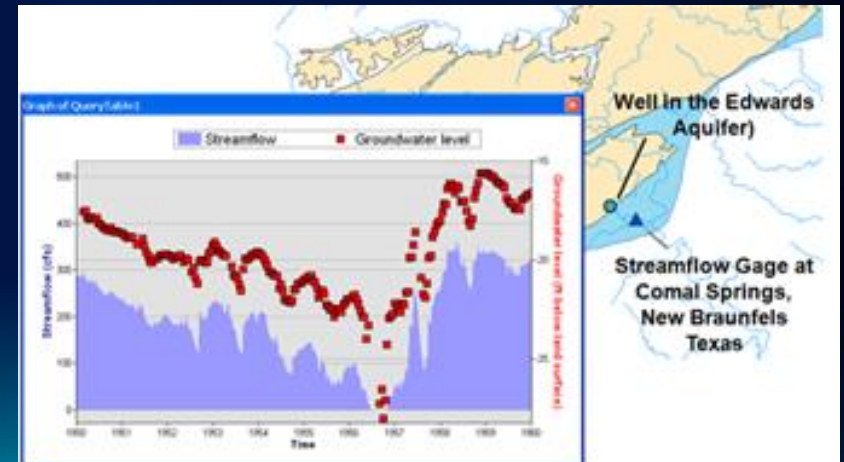 Graph of QueryTable1
Streamflow
Groundwater level
500
400
300
200
100
0
Streamflow (cfs)
15
20
25
Groundwater level (ft below land surface)
1950 1951 1952 1953 1954 1955 1956 1957 1958 1959 1960
Time
Well in the Edwards
Aquifer)
Streamflow Gage at
Comal Springs,
New Braunfels
Texas